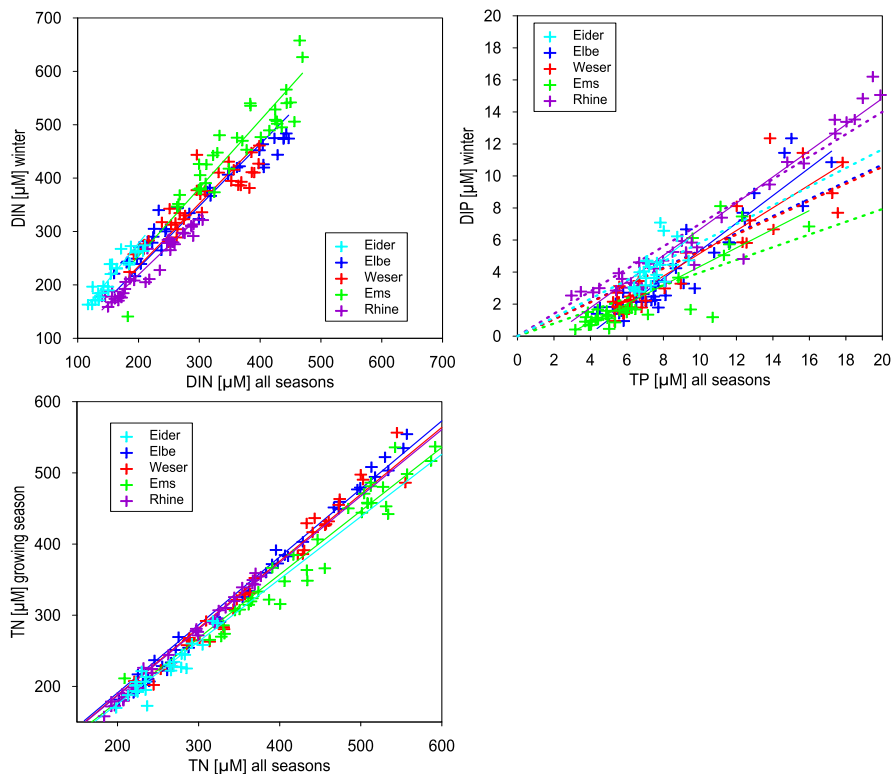 700
600
500
400
300
200
100
DIN [µM] winter
Eider
Elbe
Weser
Ems
Rhine
100 200 300 400 500 600 700
DIN [µM] all seasons
20
18
16
14
12
10
8
6
4
2
0
DIP [µM] winter
Eider
Elbe
Weser
Ems
Rhine
0 2 4 6 8 10 12 14 16 18 20
TP [µM] all seasons
600
500
400
300
200
TN [µM] growing season
Eider
Elbe
Weser
Ems
Rhine
200 300 400 500 600
TN [µM] all seasons